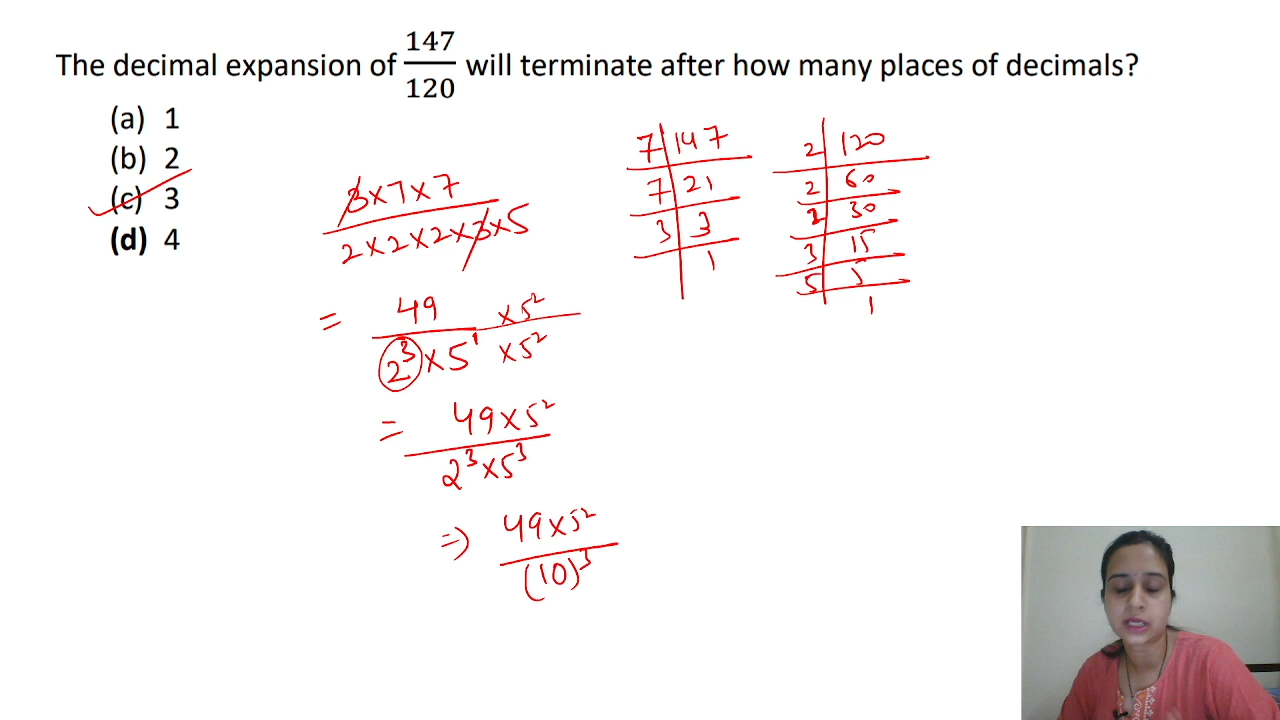 The decimal expansion of 147/120 will terminate after how many places of decimals?
(a) 1
(b) 2
(c) 3
(d) 4
3×7×7
2×2×2×3×5
= 49 ×5²
2³×5¹ ×5²
= 49×5²
2³×5³
⇒ 49×5²
(10)³
7 147
7 21
3 3
1
2 120
2 60
2 30
3 15
5 5
1